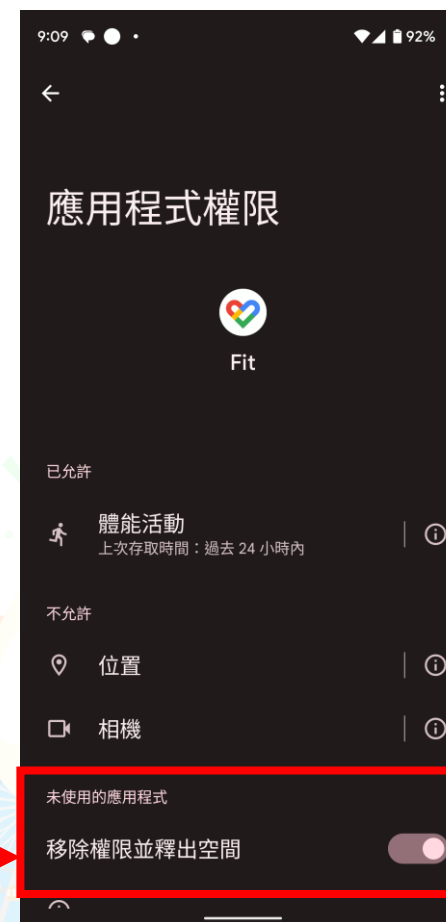 9:09
92%
應用程式權限
Fit
已允許
體能活動
上次存取時間：過去 24 小時內
不允許
位置
相機
未使用的應用程式
移除權限並釋出空間